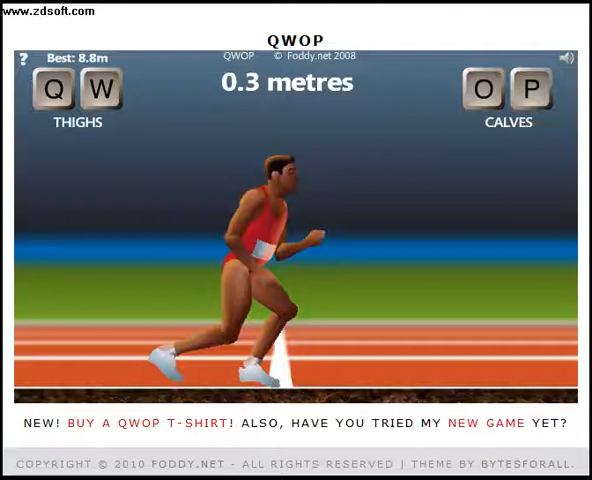 www.zdsoft.com
QWOP
? Best: 8.8m QWOP © Foddy.net 2008
0.3 metres
Q W O P
THIGHS CALVES
NEW! BUY A QWOP T-SHIRT! ALSO, HAVE YOU TRIED MY NEW GAME YET?
COPYRIGHT © 2010 FODDY.NET - ALL RIGHTS RESERVED | THEME BY BYTESFORALL.